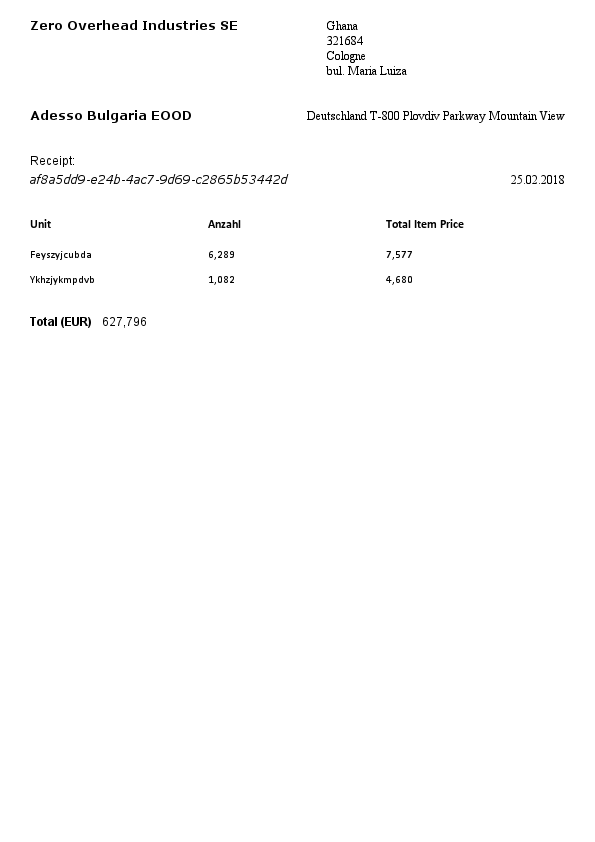 Zero Overhead Industries SE
Ghana
321684
Cologne
bul. Maria Luiza
Adesso Bulgaria EOOD Deutschland T-800 Plovdiv Parkway Mountain View
Receipt:
af8a5dd9-e24b-4ac7-9d69-c2865b53442d 25.02.2018
Unit Anzahl Total Item Price
Feyszyjcubda 6,289 7,577
Ykhzjykmpdvb 1,082 4,680
Total (EUR) 627,796